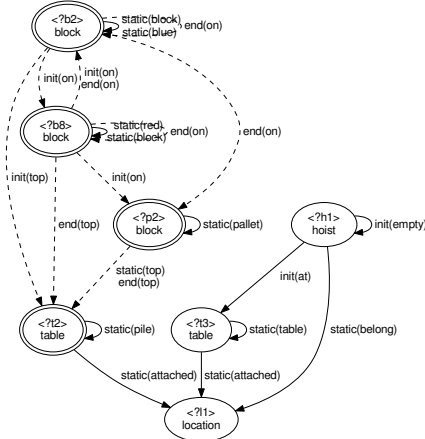 <?b2>
block
static(block)
static(blue)
end(on)
init(on)
init(on)
end(on)
<?b8>
block
static(red)
static(block)
end(on)
end(on)
init(top)
init(on)
end(top)
<?p2>
block
static(pallet)
<?h1>
hoist
init(empty)
static(top)
end(top)
init(at)
<?t2>
table
static(pile)
<?t3>
table
static(table)
static(belong)
static(attached)
static(attached)
<?l1>
location